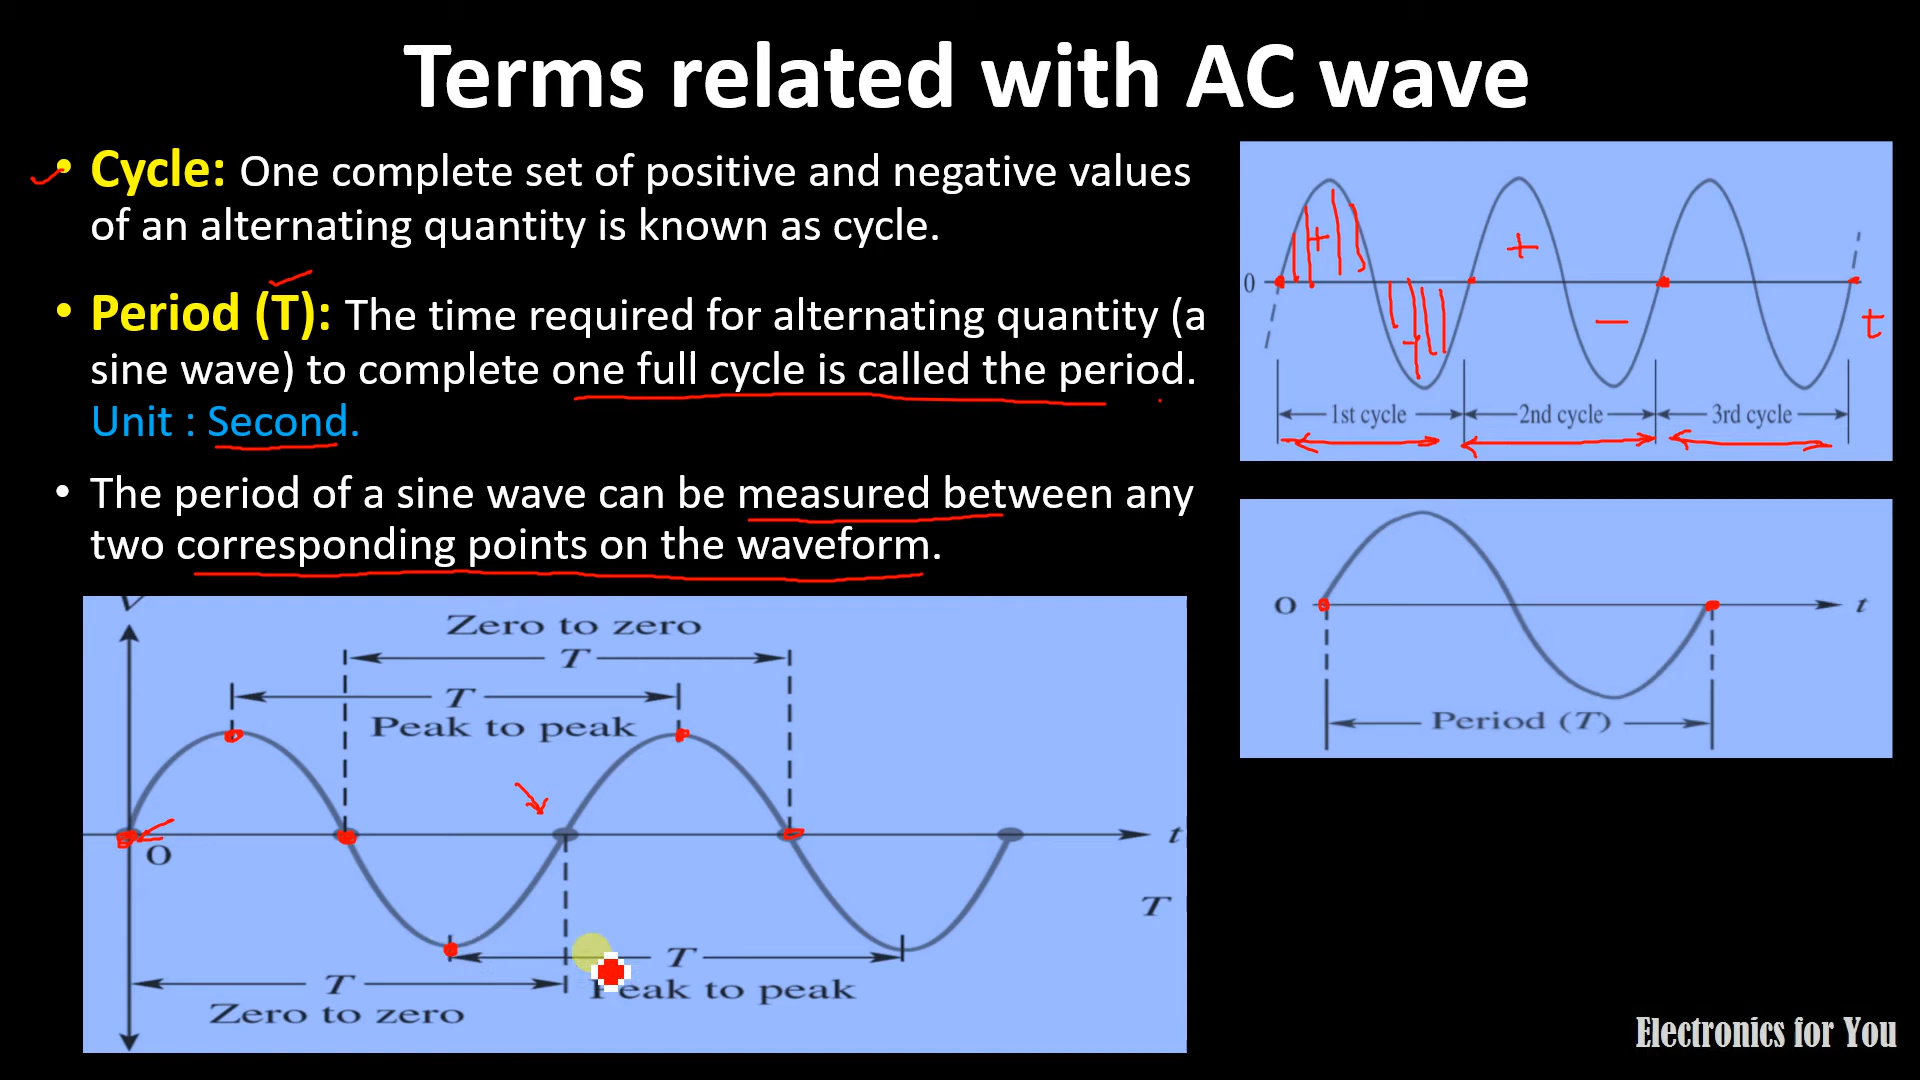 Terms related with AC wave
• Cycle: One complete set of positive and negative values
of an alternating quantity is known as cycle.
• Period (T): The time required for alternating quantity (a
sine wave) to complete one full cycle is called the period.
Unit : Second.
• The period of a sine wave can be measured between any
two corresponding points on the waveform.
+ +
0
− t
1st cycle 2nd cycle 3rd cycle
0 t
Period (T)
V
Zero to zero
T
T
Peak to peak
t
0
T
T
Peak to peak
T
Zero to zero
Electronics for You